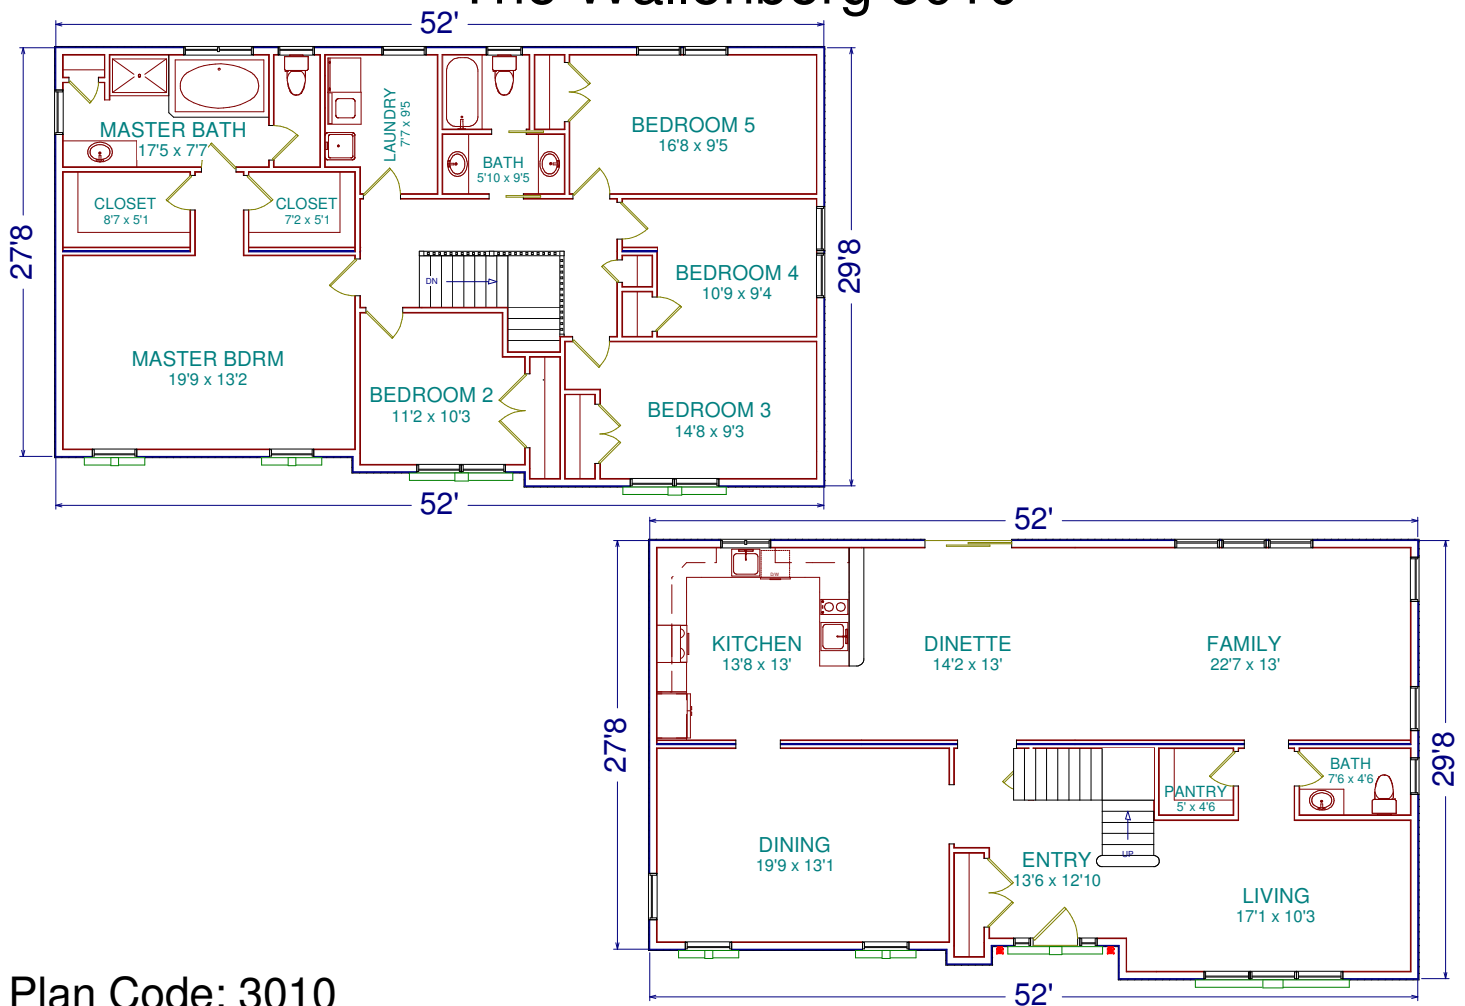 The Wallenberg 3010
52'
27'8
29'8
MASTER BATH
17'5 x 7'7
LAUNDRY
7'7 x 9'5
BATH
5'10 x 9'5
BEDROOM 5
16'8 x 9'5
CLOSET
8'7 x 5'1
CLOSET
7'2 x 5'1
DN
BEDROOM 4
10'9 x 9'4
MASTER BDRM
19'9 x 13'2
BEDROOM 2
11'2 x 10'3
BEDROOM 3
14'8 x 9'3
52'
52'
27'8
29'8
DW
KITCHEN
13'8 x 13'
DINETTE
14'2 x 13'
FAMILY
22'7 x 13'
PANTRY
5' x 4'6
BATH
7'6 x 4'6
DINING
19'9 x 13'1
ENTRY
13'6 x 12'10
UP
LIVING
17'1 x 10'3
52'
Plan Code: 3010